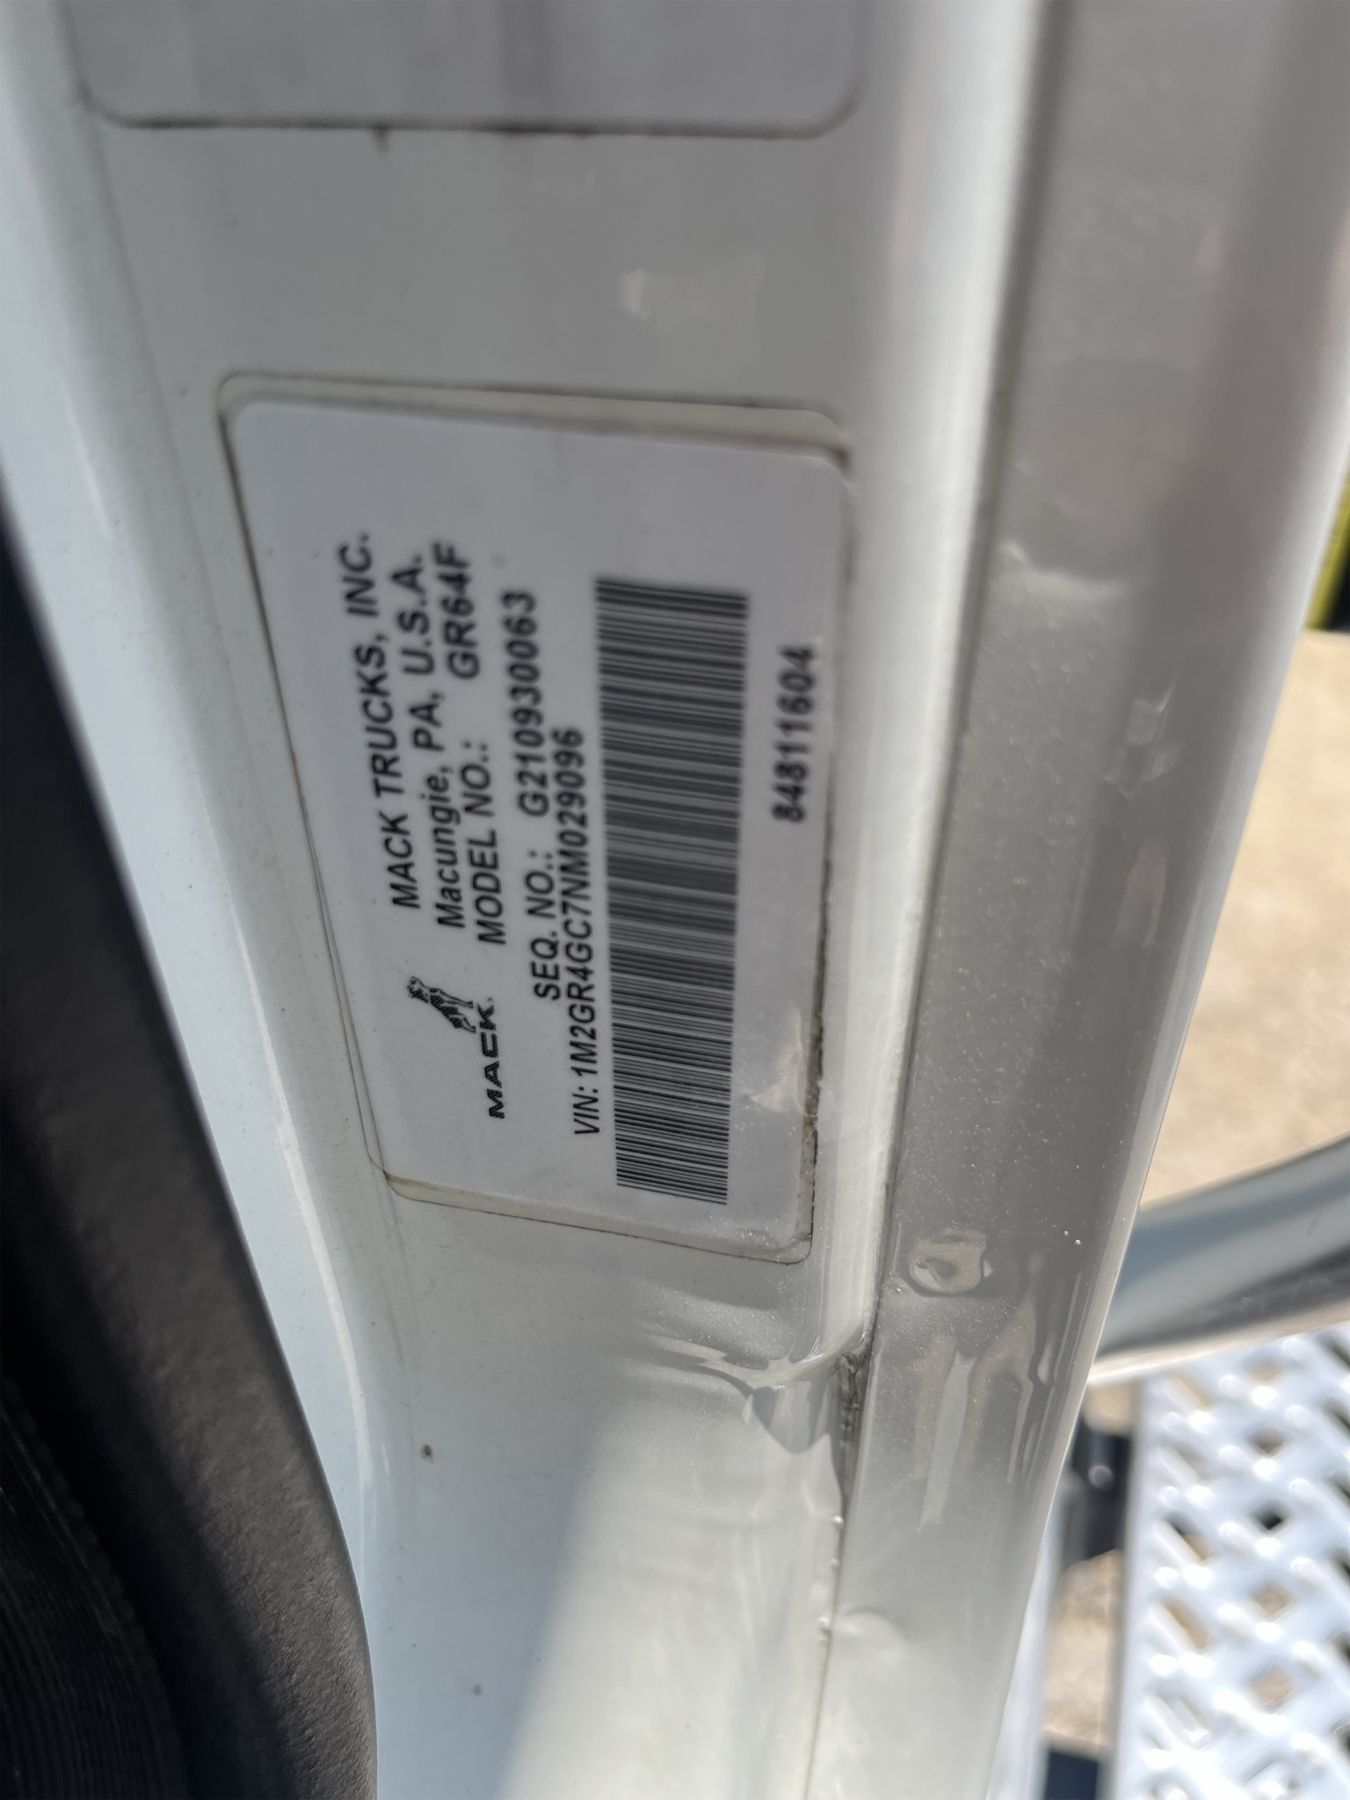 MACK TRUCKS, INC.
Macungie, PA, U.S.A.
MODEL NO.: GR64F
MACK
SEQ. NO.: G210930063
VIN: 1M2GR4GC7NM029096
84811604